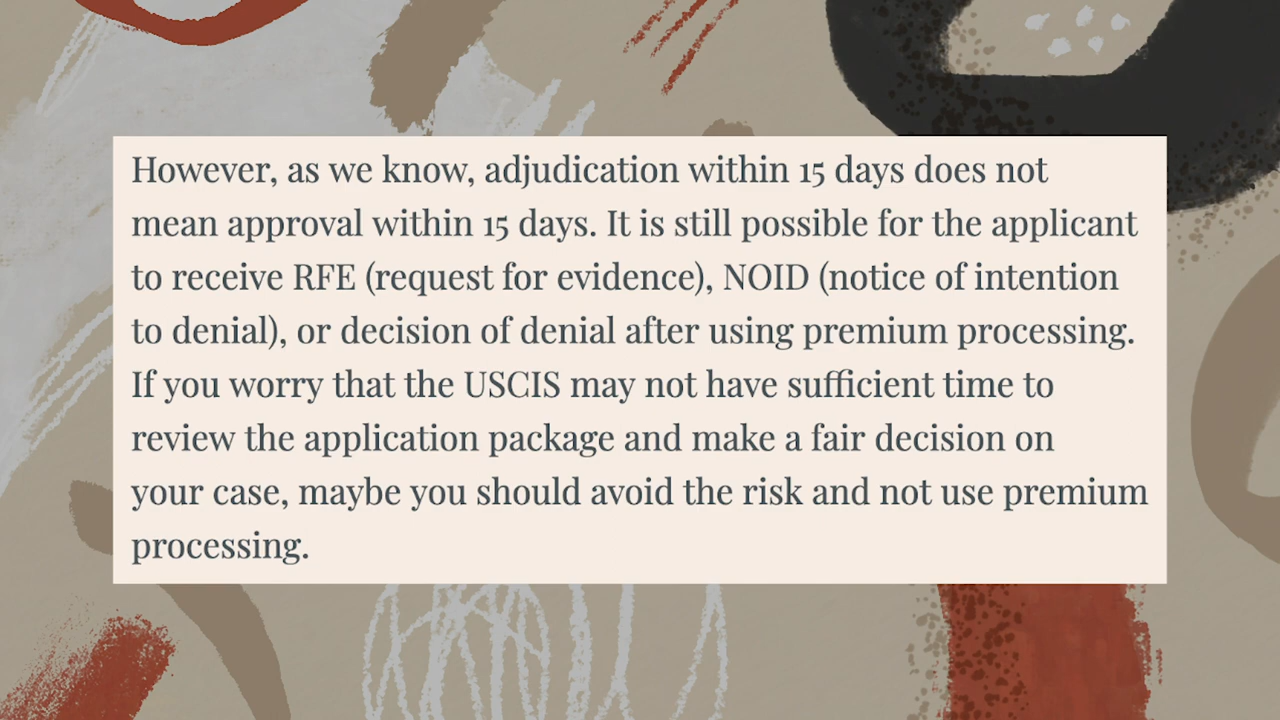 However, as we know, adjudication within 15 days does not
mean approval within 15 days. It is still possible for the applicant
to receive RFE (request for evidence), NOID (notice of intention
to denial), or decision of denial after using premium processing.
If you worry that the USCIS may not have sufficient time to
review the application package and make a fair decision on
your case, maybe you should avoid the risk and not use premium
processing.